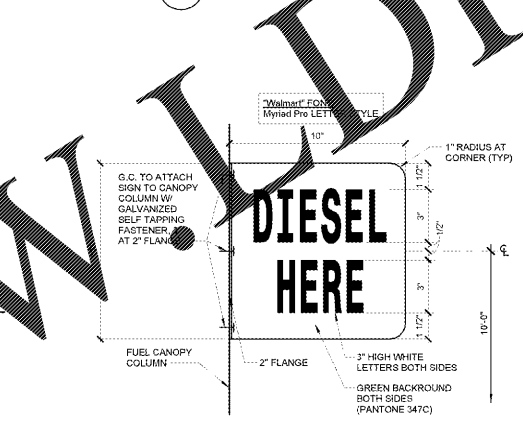 "Walmart" FONT
Myriad Pro LETTER STYLE
10"
1" RADIUS AT
CORNER (TYP)
G.C. TO ATTACH
SIGN TO CANOPY
COLUMN W/
GALVANIZED
SELF TAPPING
FASTENER,
AT 2" FLANGE
DIESEL
HERE
1 1/2"
3"
1/2"
3"
1 1/2"
℄
10'-0"
FUEL CANOPY
COLUMN
2" FLANGE
3" HIGH WHITE
LETTERS BOTH SIDES
GREEN BACKROUND
BOTH SIDES
(PANTONE 347C)
WLDI